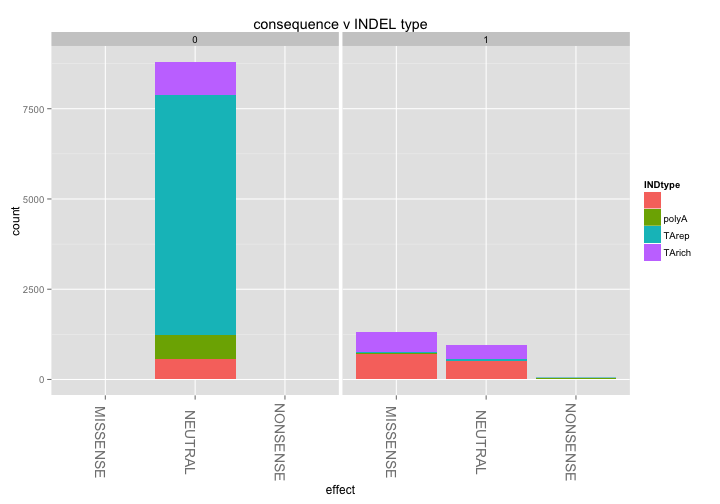 consequence v INDEL type
0
1
7500
5000
2500
0
count
MISSENSE
NEUTRAL
NONSENSE
MISSENSE
NEUTRAL
NONSENSE
effect
INDtype
polyA
TArep
TArich